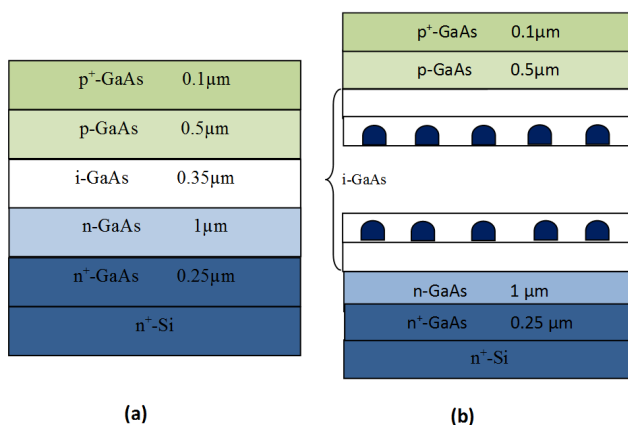 p⁺-GaAs 0.1µm
p-GaAs 0.5µm
i-GaAs 0.35µm
n-GaAs 1µm
n⁺-GaAs 0.25µm
n⁺-Si
(a)
p⁺-GaAs 0.1µm
p-GaAs 0.5µm
i-GaAs
n-GaAs 1 µm
n⁺-GaAs 0.25 µm
n⁺-Si
(b)